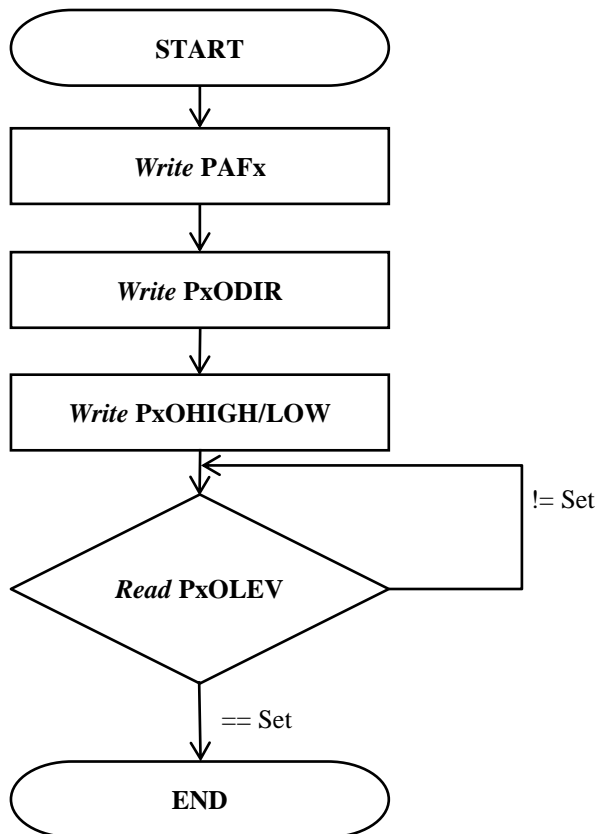 START
Write PAFx
Write PxODIR
Write PxOHIGH/LOW
!= Set
Read PxOLEV
== Set
END